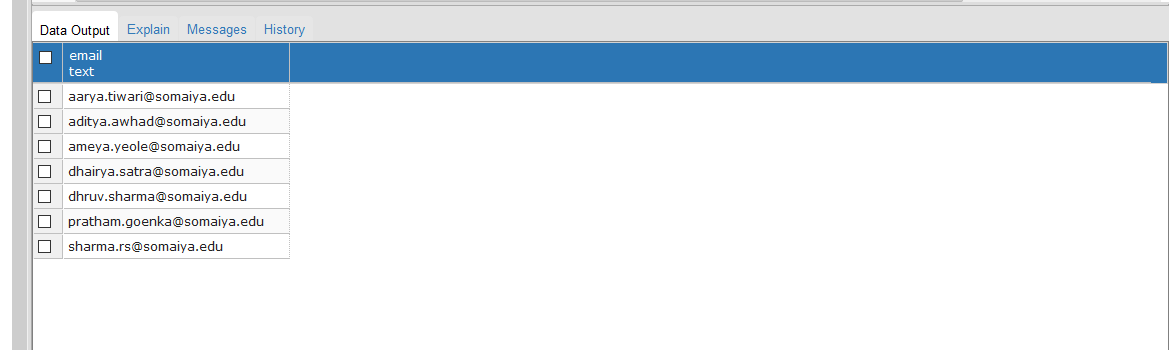 Data Output Explain Messages History
email
text
aarya.tiwari@somaiya.edu
aditya.awhad@somaiya.edu
ameya.yeole@somaiya.edu
dhairya.satra@somaiya.edu
dhruv.sharma@somaiya.edu
pratham.goenka@somaiya.edu
sharma.rs@somaiya.edu